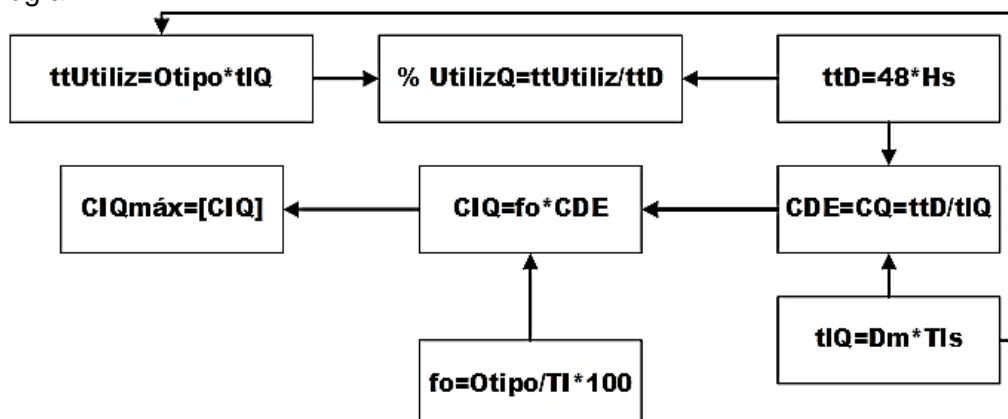 ttUtiliz=Otipo*tIQ
% UtilizQ=ttUtiliz/ttD
ttD=48*Hs
CIQmáx=[CIQ]
CIQ=fo*CDE
CDE=CQ=ttD/tIQ
tIQ=Dm*TIs
fo=Otipo/TI*100